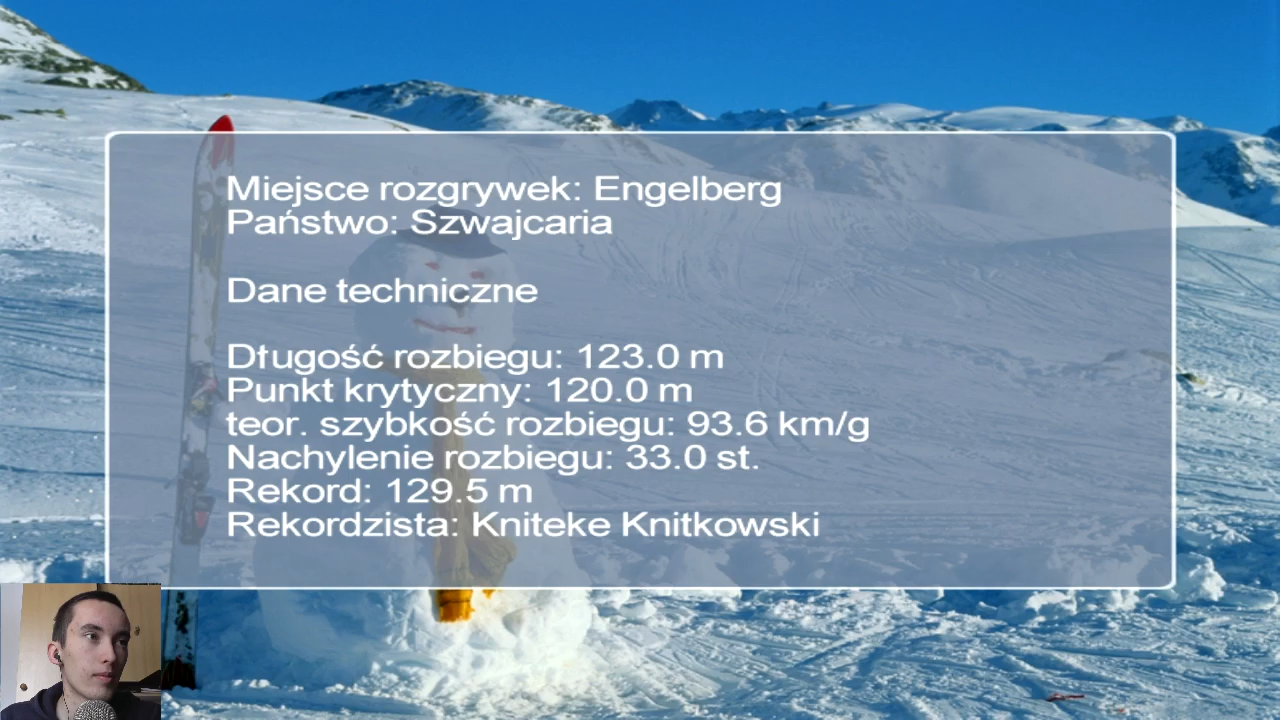 Miejsce rozgrywek: Engelberg
Państwo: Szwajcaria
Dane techniczne
Długość rozbiegu: 123.0 m
Punkt krytyczny: 120.0 m
teor. szybkość rozbiegu: 93.6 km/g
Nachylenie rozbiegu: 33.0 st.
Rekord: 129.5 m
Rekordzista: Kniteke Knitkowski